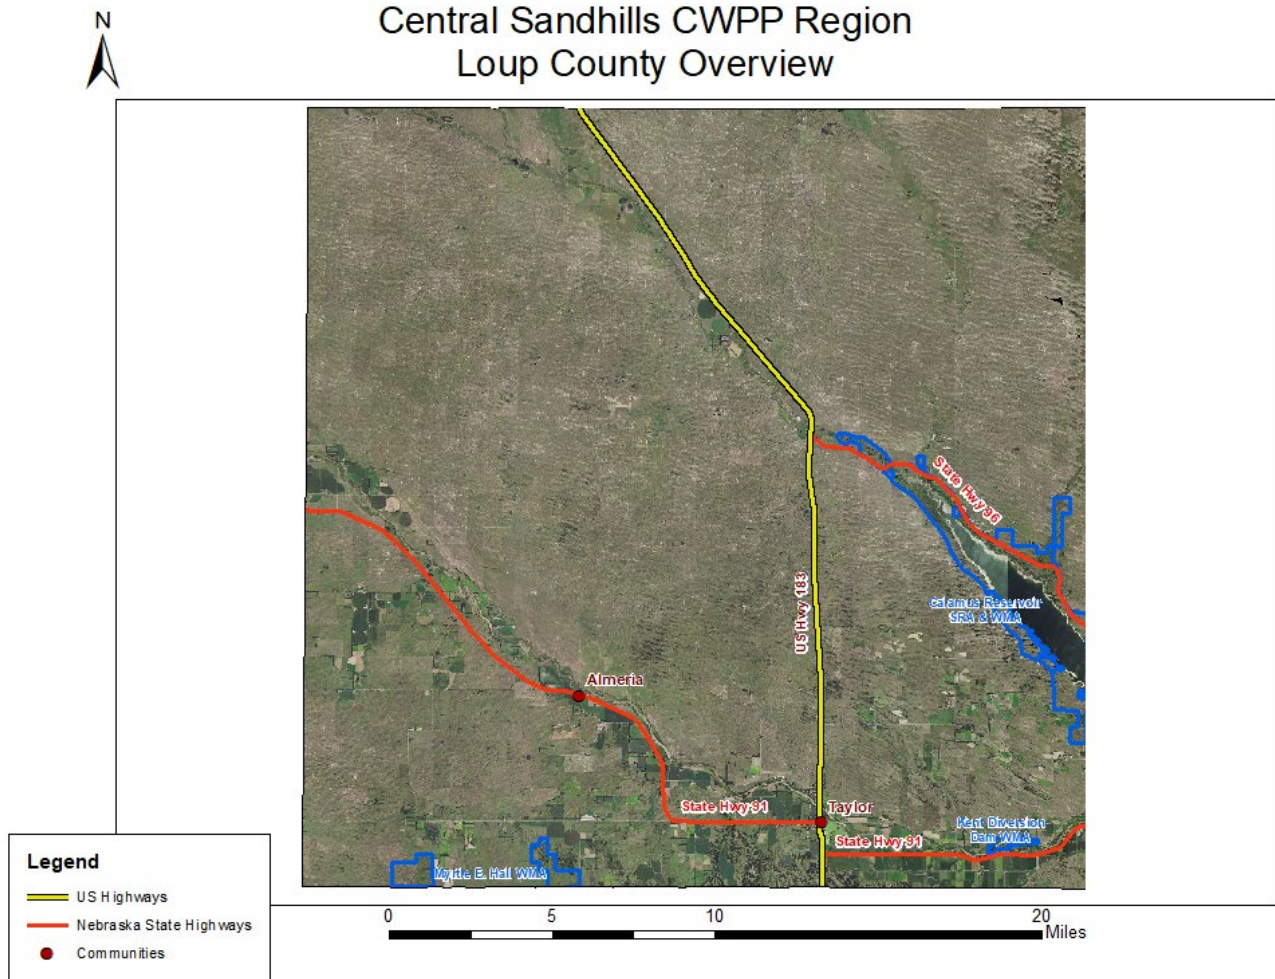 Central Sandhills CWPP Region
Loup County Overview
N
State Hwy 96
US Hwy 183
Calamus Reservoir
SRA & WMA
Almeria
State Hwy 91
Taylor
State Hwy 91
Kent Diversion
Dam WMA
Myrtle E. Hall WMA
Legend
US Highways
Nebraska State Highways
Communities
0 5 10 20
Miles